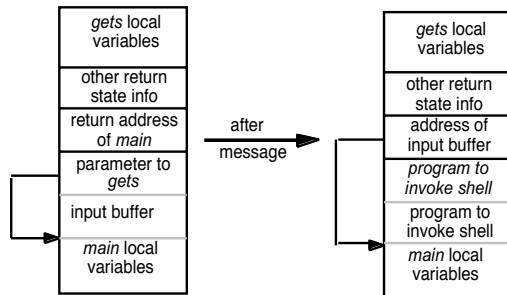 gets local
variables
other return
state info
return address
of main
parameter to
gets
input buffer
main local
variables
after
message
gets local
variables
other return
state info
address of
input buffer
program to
invoke shell
program to
invoke shell
main local
variables